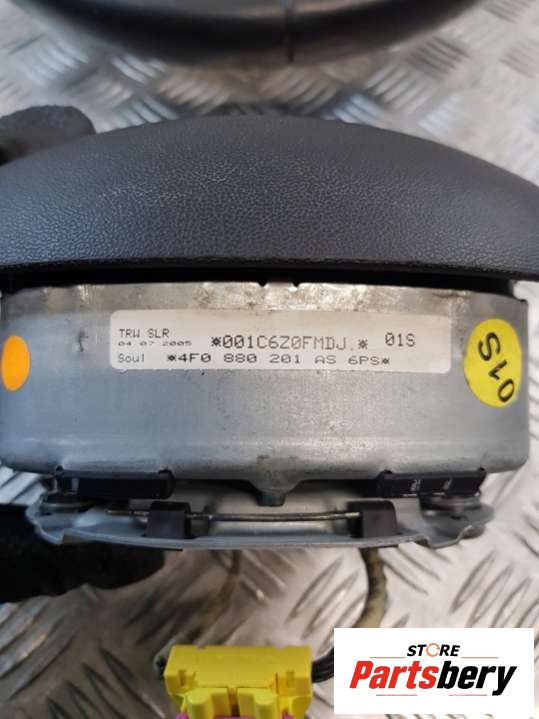 TRW SLR
04 07 2005
*001C6Z0FMDJ.* 01S
Soul *4F0 880 201 AS 6PS*
01S
STORE
Partsbery